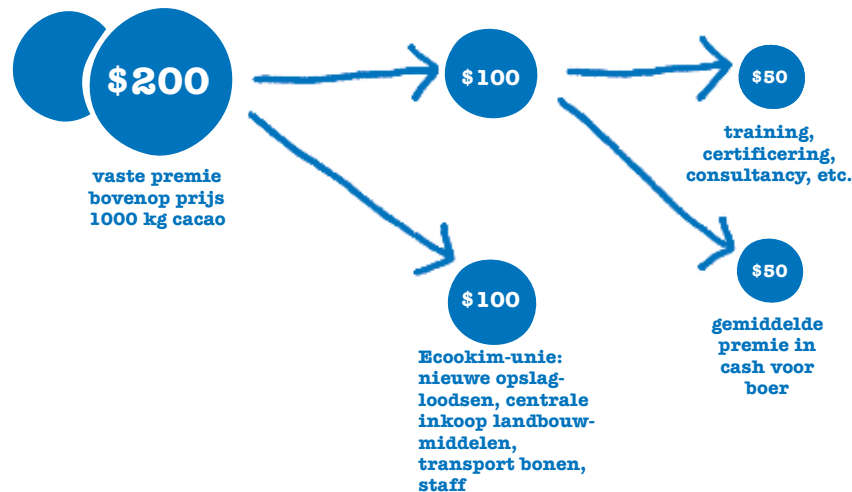 $200
vaste premie
bovenop prijs
1000 kg cacao
$100
$50
training,
certificering,
consultancy, etc.
$50
gemiddelde
premie in
cash voor
boer
$100
Ecookim-unie:
nieuwe opslag-
loodsen, centrale
inkoop landbouw-
middelen,
transport bonen,
staff